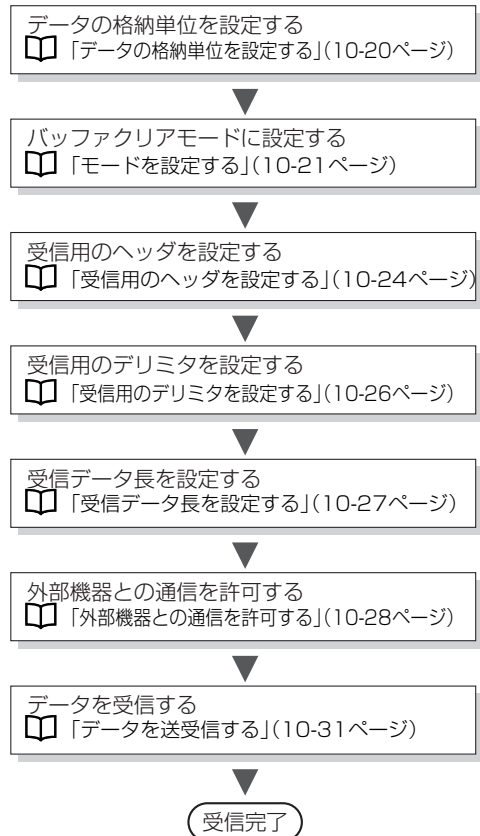 データの格納単位を設定する
「データの格納単位を設定する」(10-20ページ)
バッファクリアモードに設定する
「モードを設定する」(10-21ページ)
受信用のヘッダを設定する
「受信用のヘッダを設定する」(10-24ページ)
受信用のデリミタを設定する
「受信用のデリミタを設定する」(10-26ページ)
受信データ長を設定する
「受信データ長を設定する」(10-27ページ)
外部機器との通信を許可する
「外部機器との通信を許可する」(10-28ページ)
データを受信する
「データを送受信する」(10-31ページ)
受信完了